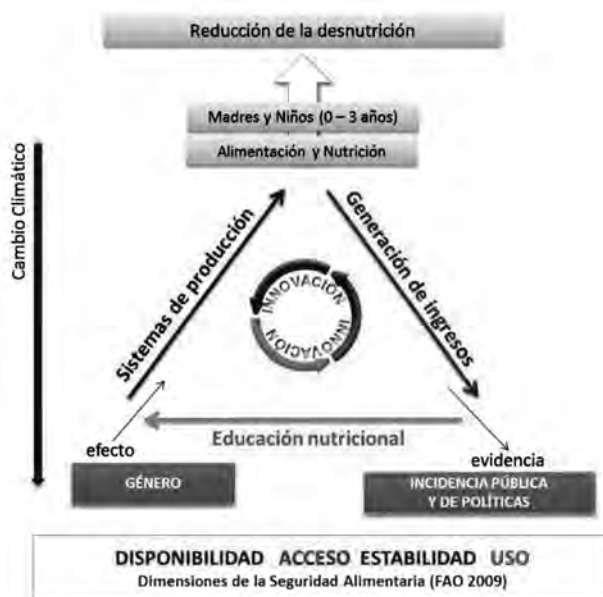 Reducción de la desnutrición
Madres y Niños (0 – 3 años)
Alimentación y Nutrición
Cambio Climático
Sistemas de producción
Generación de ingresos
INNOVACIÓN INNOVACIÓN
Educación nutricional
efecto
GÉNERO
evidencia
INCIDENCIA PÚBLICA
Y DE POLÍTICAS
DISPONIBILIDAD ACCESO ESTABILIDAD USO
Dimensiones de la Seguridad Alimentaria (FAO 2009)